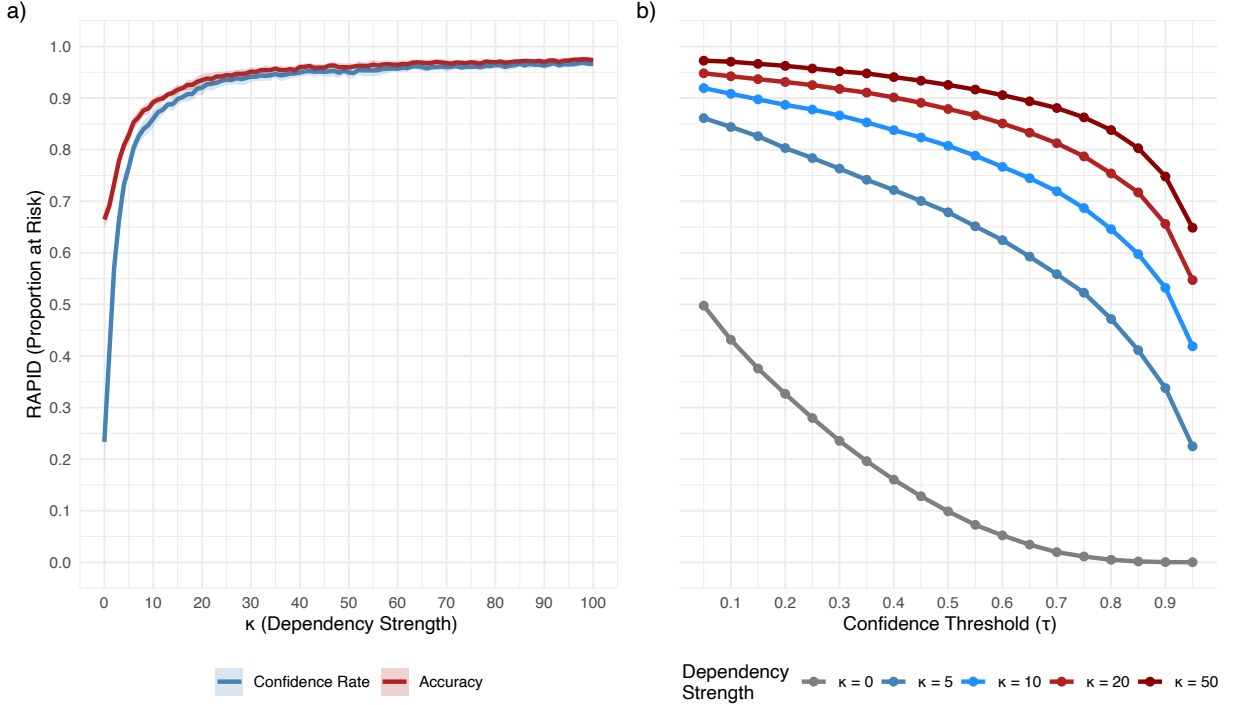 a)
b)
RAPID (Proportion at Risk)
1.0
0.9
0.8
0.7
0.6
0.5
0.4
0.3
0.2
0.1
0.0
0 10 20 30 40 50 60 70 80 90 100
κ (Dependency Strength)
Confidence Rate Accuracy
0.1 0.2 0.3 0.4 0.5 0.6 0.7 0.8 0.9
Confidence Threshold (τ)
Dependency
Strength
κ = 0 κ = 5 κ = 10 κ = 20 κ = 50